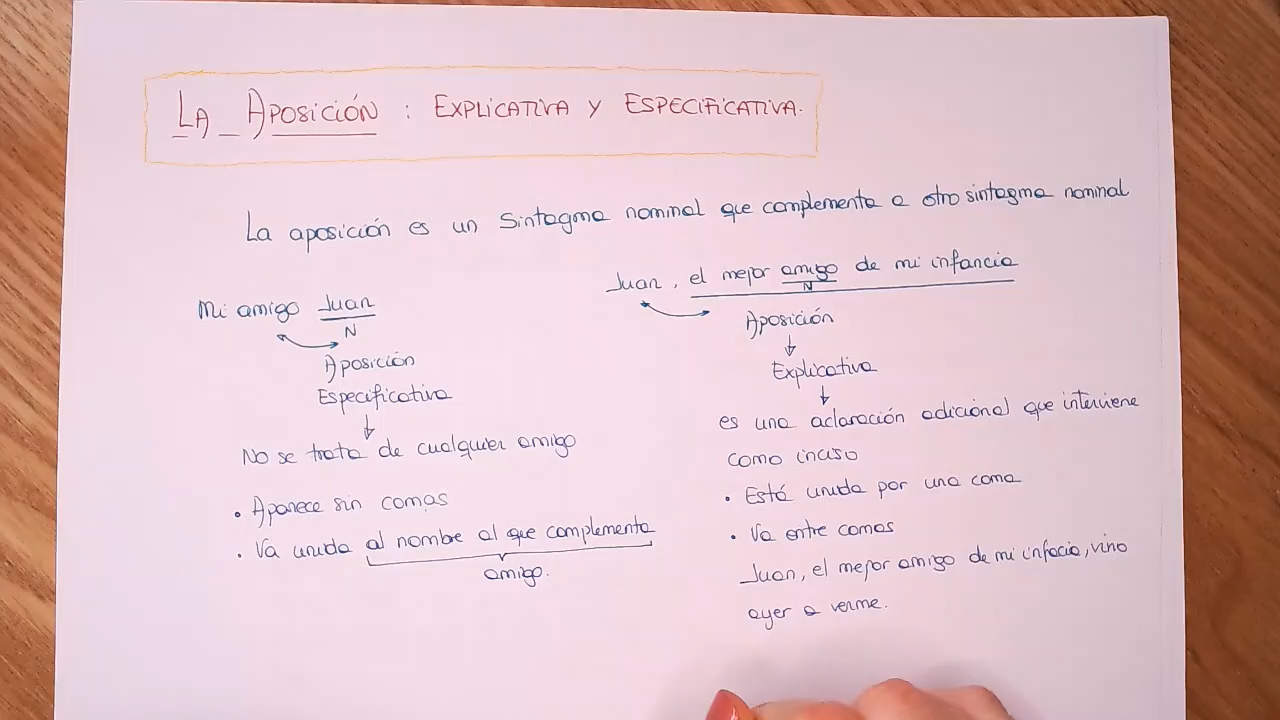 LA APOSICIÓN : EXPLICATIVA Y ESPECIFICATIVA.
La aposición es un Sintagma nominal que complementa a otro sintagma nominal
Mi amigo Juan
N
Aposición
Especificativa
No se trata de cualquier amigo
• Aparece sin comas
• Va unida al nombre al que complementa
amigo.
Juan, el mejor amigo de mi infancia
N
Aposición
Explicativa
es una aclaración adicional que interviene
como inciso
• Está unida por una coma
• Va entre comas
Juan, el mejor amigo de mi infacia, vino
ayer a verme.